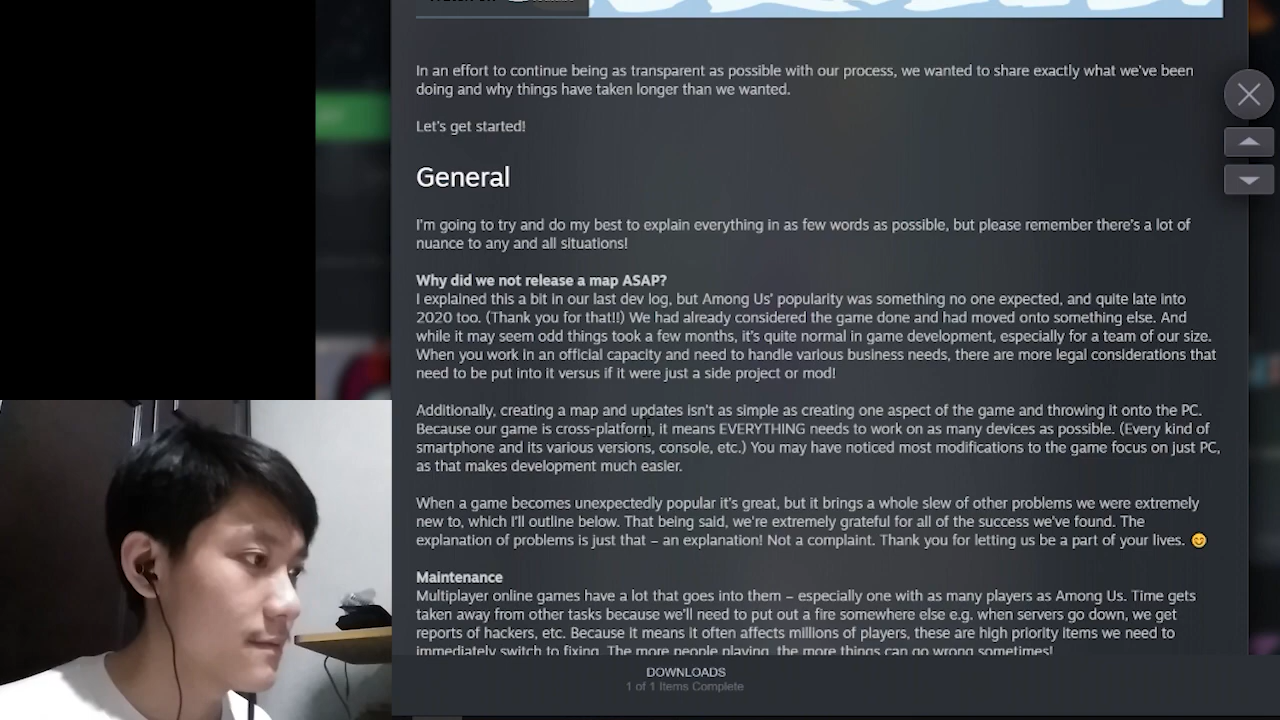 In an effort to continue being as transparent as possible with our process, we wanted to share exactly what we've been
doing and why things have taken longer than we wanted.
Let's get started!
General
I'm going to try and do my best to explain everything in as few words as possible, but please remember there's a lot of
nuance to any and all situations!
Why did we not release a map ASAP?
I explained this a bit in our last dev log, but Among Us' popularity was something no one expected, and quite late into
2020 too. (Thank you for that!!) We had already considered the game done and had moved onto something else. And
while it may seem odd things took a few months, it's quite normal in game development, especially for a team of our size.
When you work in an official capacity and need to handle various business needs, there are more legal considerations that
need to be put into it versus if it were just a side project or mod!
Additionally, creating a map and updates isn't as simple as creating one aspect of the game and throwing it onto the PC.
Because our game is cross-platform, it means EVERYTHING needs to work on as many devices as possible. (Every kind of
smartphone and its various versions, console, etc.) You may have noticed most modifications to the game focus on just PC,
as that makes development much easier.
When a game becomes unexpectedly popular it's great, but it brings a whole slew of other problems we were extremely
new to, which I'll outline below. That being said, we're extremely grateful for all of the success we've found. The
explanation of problems is just that – an explanation! Not a complaint. Thank you for letting us be a part of your lives. 😊
Maintenance
Multiplayer online games have a lot that goes into them – especially one with as many players as Among Us. Time gets
taken away from other tasks because we'll need to put out a fire somewhere else e.g. when servers go down, we get
reports of hackers, etc. Because it means it often affects millions of players, these are high priority items we need to
immediately switch to fixing. The more people playing, the more things can go wrong sometimes!
DOWNLOADS
1 of 1 Items Complete